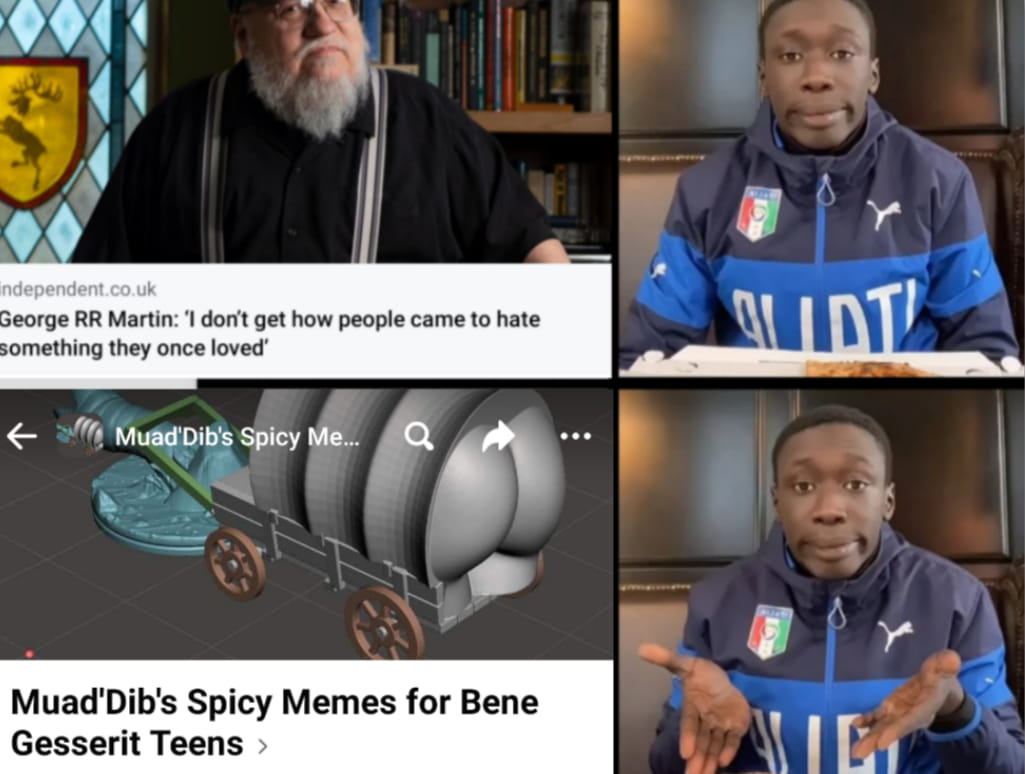 independent.co.uk
George RR Martin: ‘I don’t get how people came to hate
something they once loved’
Muad'Dib's Spicy Me...
Muad'Dib's Spicy Memes for Bene
Gesserit Teens